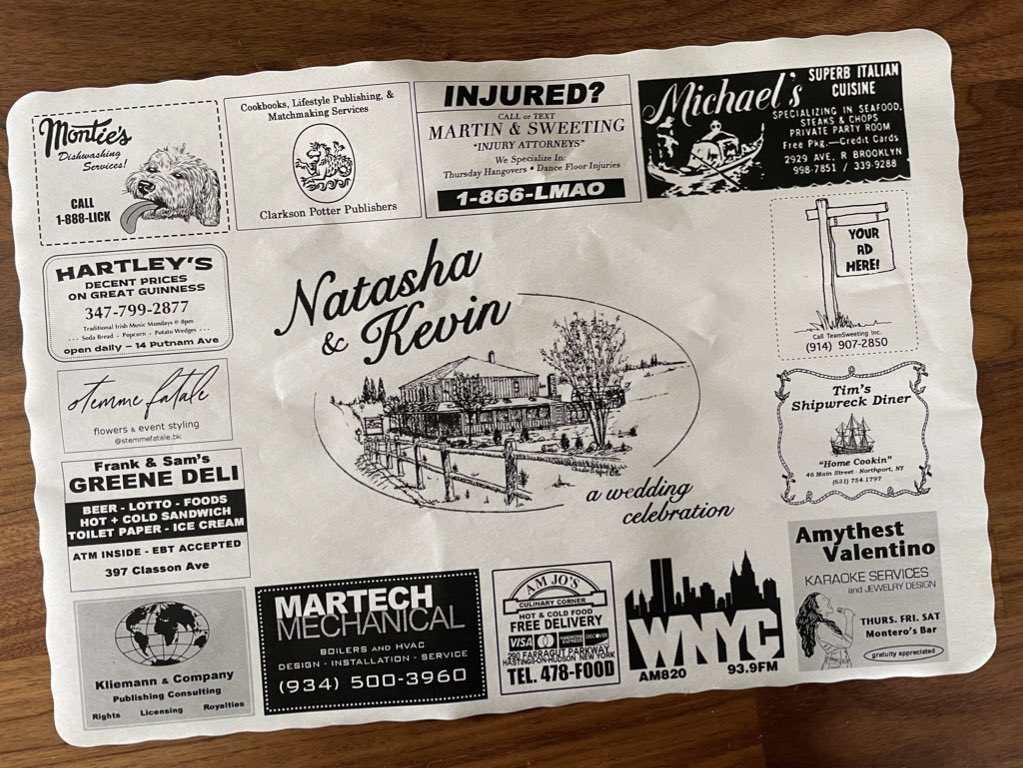 Montie's
Dishwashing
Services!
CALL
1-888-LICK
Cookbooks, Lifestyle Publishing, &
Matchmaking Services
Clarkson Potter Publishers
INJURED?
CALL or TEXT
MARTIN & SWEETING
"INJURY ATTORNEYS"
We Specialize In:
Thursday Hangovers • Dance Floor Injuries
1-866-LMAO
Michael's
SUPERB ITALIAN
CUISINE
SPECIALIZING IN SEAFOOD,
STEAKS & CHOPS
PRIVATE PARTY ROOM
Free Pkg.—Credit Cards
2929 AVE. R BROOKLYN
998-7851 / 339-9288
HARTLEY'S
DECENT PRICES
ON GREAT GUINNESS
347-799-2877
Traditional Irish Music Mondays @ 8pm
--- Soda Bread - Popcorn - Potato Wedges ---
open daily – 14 Putnam Ave
Natasha
& Kevin
a wedding
celebration
YOUR
AD
HERE!
Call TeamSweeting Inc.
(914) 907-2850
stemme fatale
flowers & event styling
@stemmefatale.bk
Tim's
Shipwreck Diner
"Home Cookin"
46 Main Street - Northport, NY
(631) 754-1797
Frank & Sam's
GREENE DELI
BEER - LOTTO - FOODS
HOT + COLD SANDWICH
TOILET PAPER - ICE CREAM
ATM INSIDE - EBT ACCEPTED
397 Classon Ave
Kliemann & Company
Publishing Consulting
Rights Licensing Royalties
MARTECH
MECHANICAL
BOILERS AND HVAC
DESIGN - INSTALLATION - SERVICE
(934) 500-3960
AM JO'S
CULINARY CORNER
HOT & COLD FOOD
FREE DELIVERY
VISA AMERICAN EXPRESS DISCOVER
290 FARRAGUT PARKWAY
HASTINGS-ON-HUDSON NEW YORK
TEL. 478-FOOD
WNYC
AM820 93.9FM
Amythest
Valentino
KARAOKE SERVICES
and JEWELRY DESIGN
THURS. FRI. SAT
Montero's Bar
gratuity appreciated